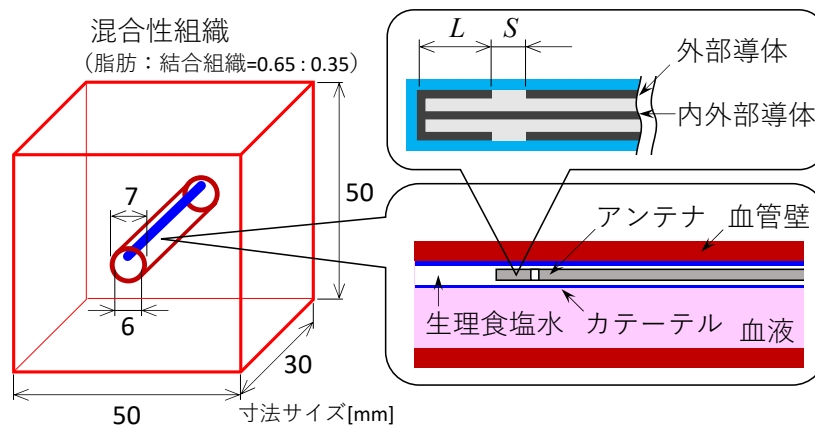 混合性組織
（脂肪：結合組織=0.65 : 0.35）
7
6
50
30
50
寸法サイズ[mm]
L
S
外部導体
内外部導体
アンテナ
血管壁
生理食塩水
カテーテル
血液